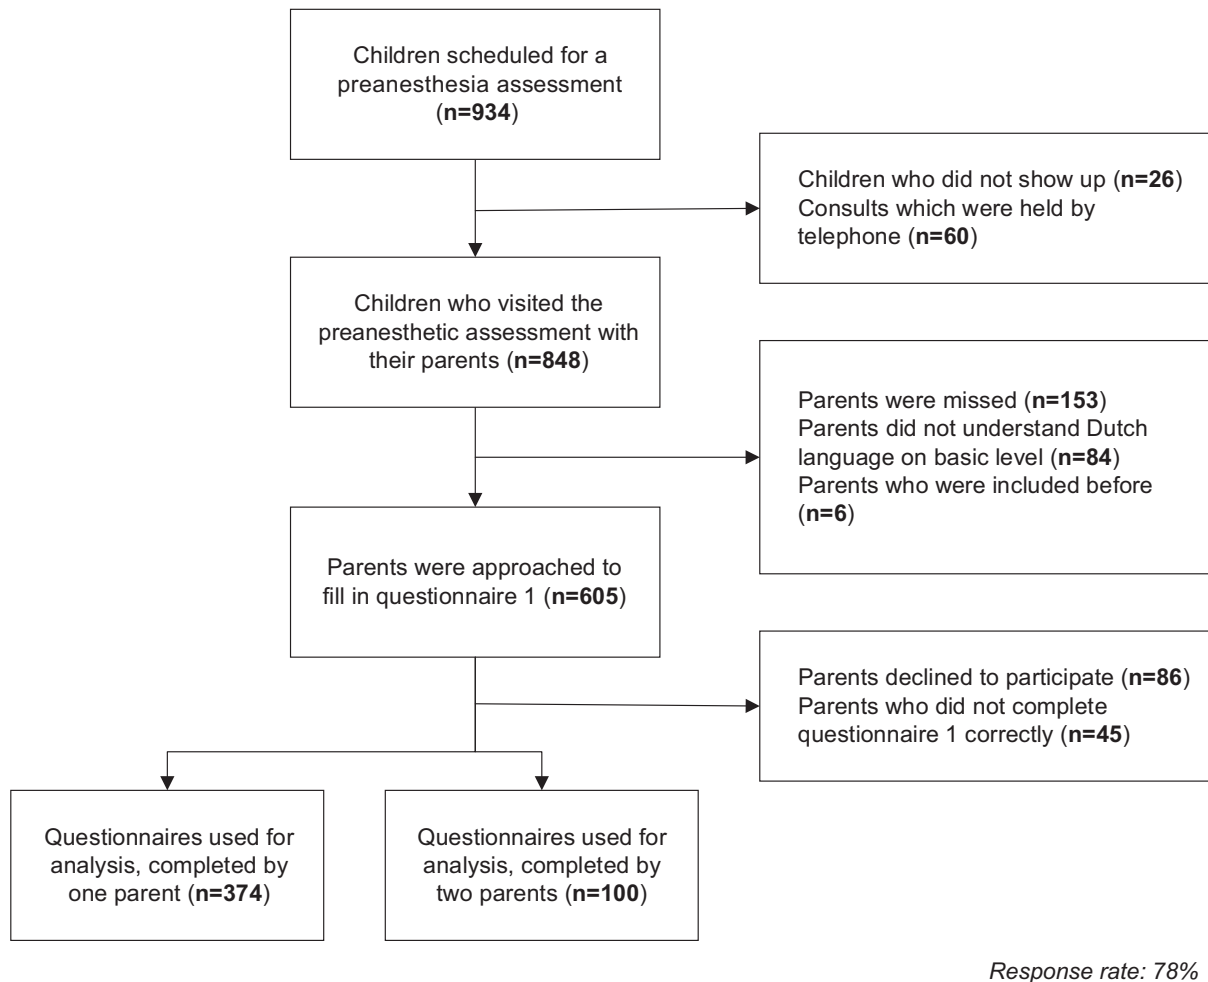 Children scheduled for a
preanesthesia assessment
(n=934)
Children who did not show up (n=26)
Consults which were held by
telephone (n=60)
Children who visited the
preanesthetic assessment with
their parents (n=848)
Parents were missed (n=153)
Parents did not understand Dutch
language on basic level (n=84)
Parents who were included before
(n=6)
Parents were approached to
fill in questionnaire 1 (n=605)
Parents declined to participate (n=86)
Parents who did not complete
questionnaire 1 correctly (n=45)
Questionnaires used for
analysis, completed by
one parent (n=374)
Questionnaires used for
analysis, completed by
two parents (n=100)
Response rate: 78%